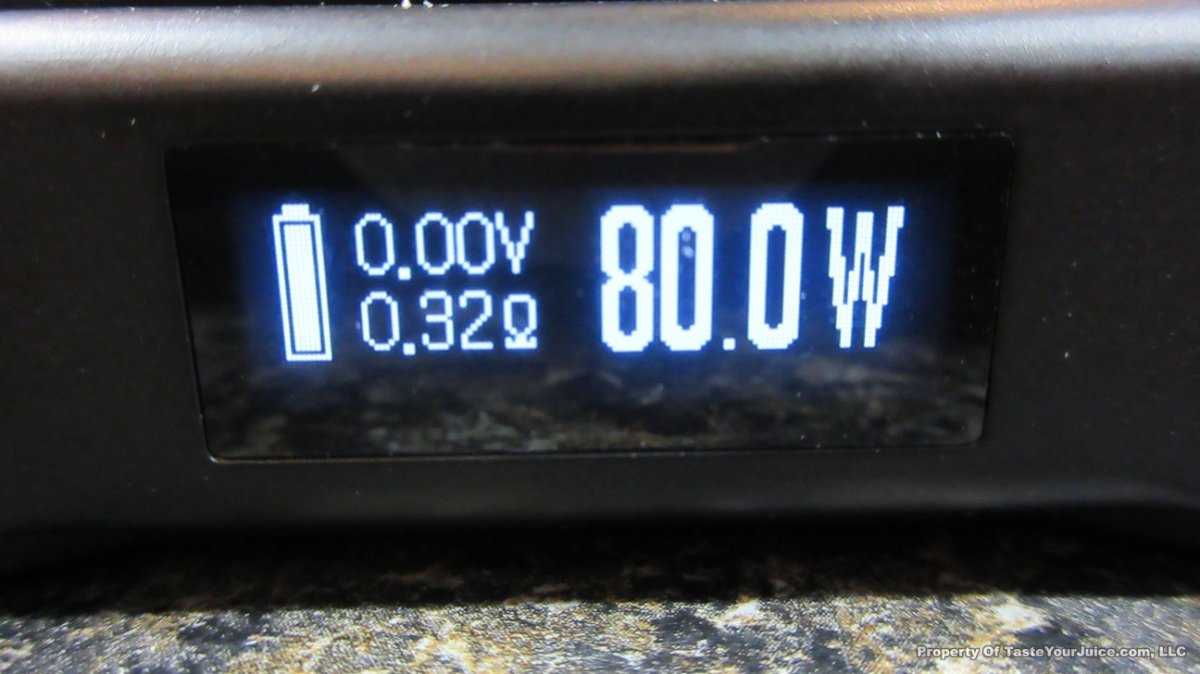 0.00V
0.32Ω
80.0W
Property Of TasteYourJuice.com, LLC